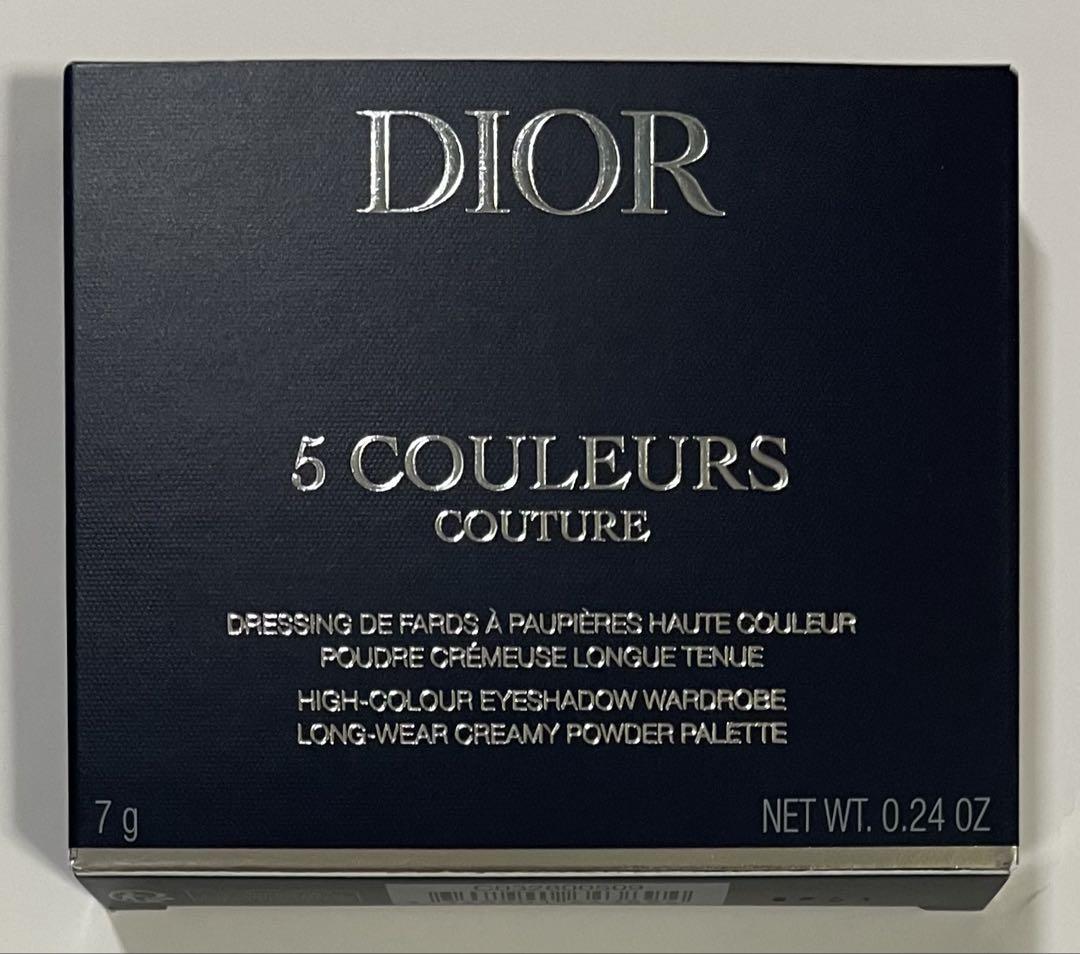 DIOR
5 COULEURS
COUTURE
DRESSING DE FARDS À PAUPIÈRES HAUTE COULEUR
POUDRE CRÉMEUSE LONGUE TENUE
HIGH-COLOUR EYESHADOW WARDROBE
LONG-WEAR CREAMY POWDER PALETTE
7 g
NET WT. 0.24 OZ